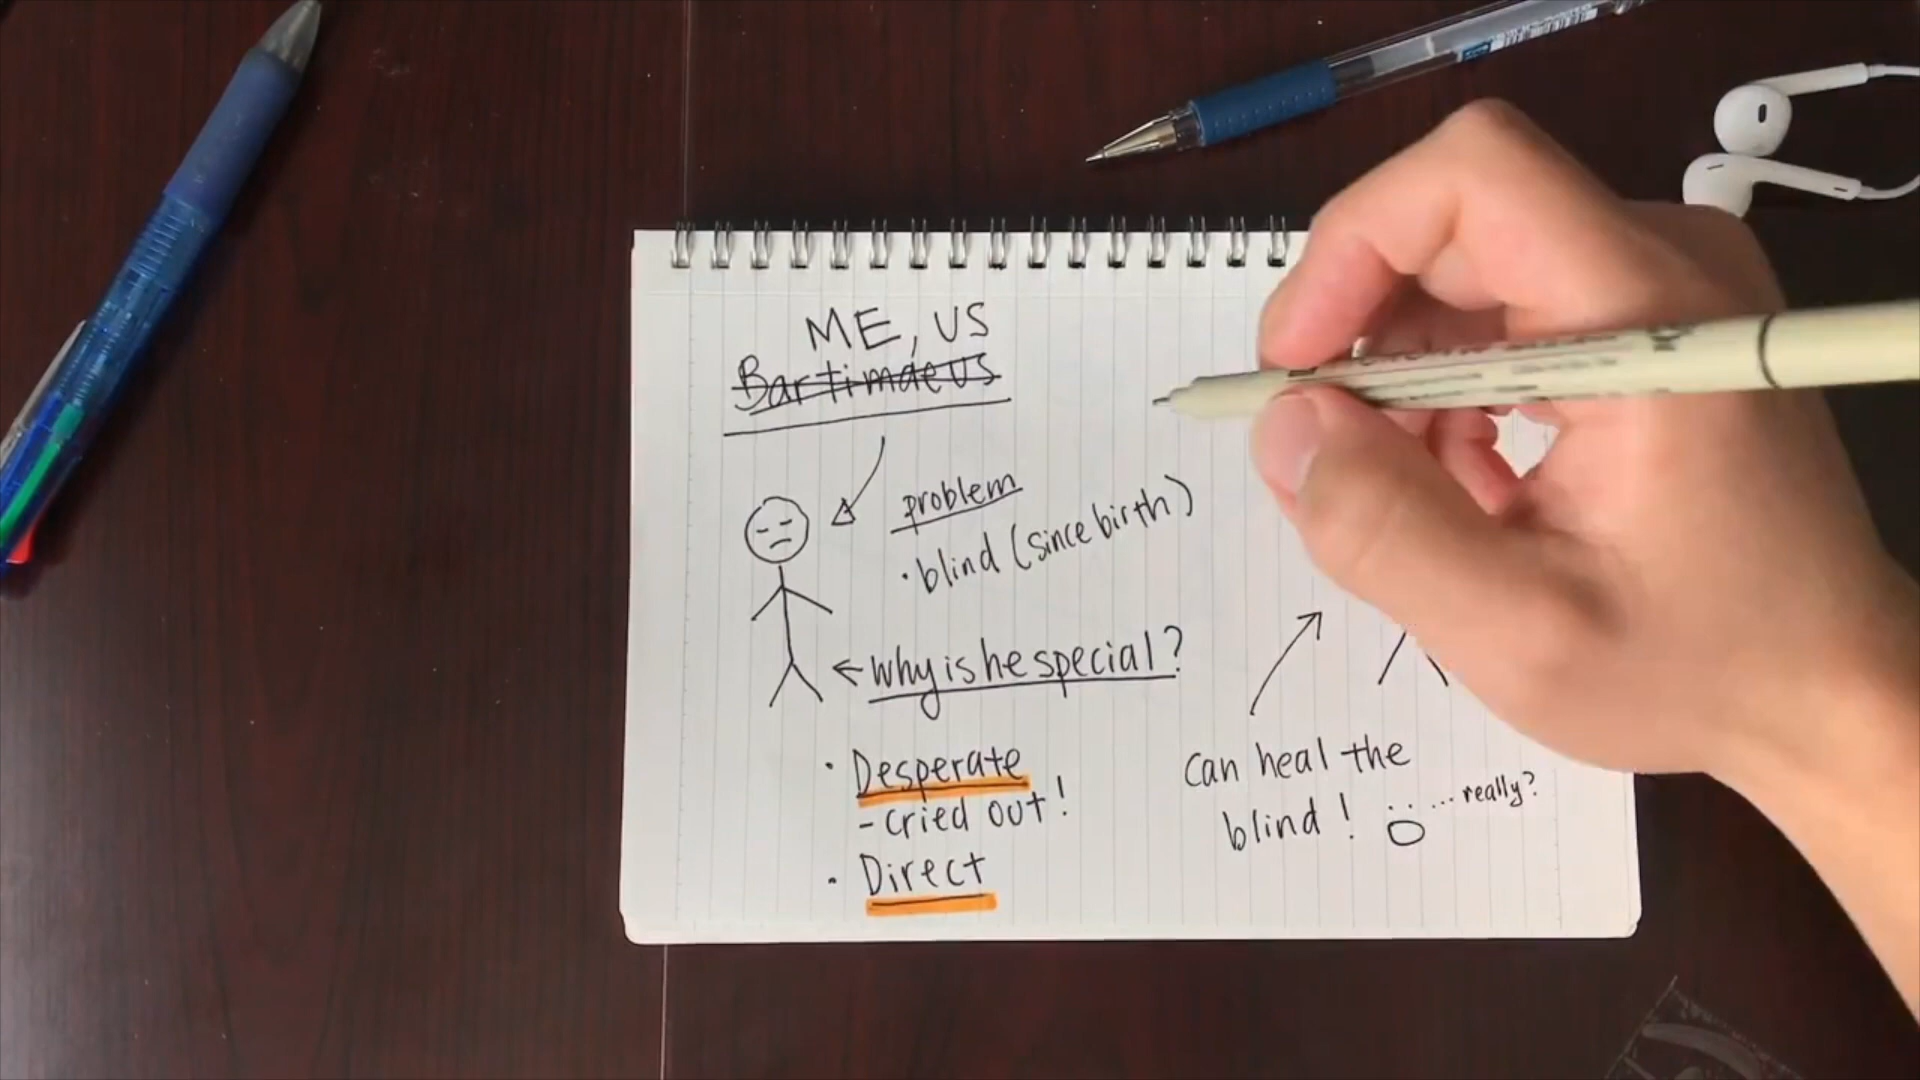 ME, US
Bartimaeus
problem
• blind (since birth)
← why is he special?
• Desperate
- cried out!
• Direct
can heal the
blind! ... really?